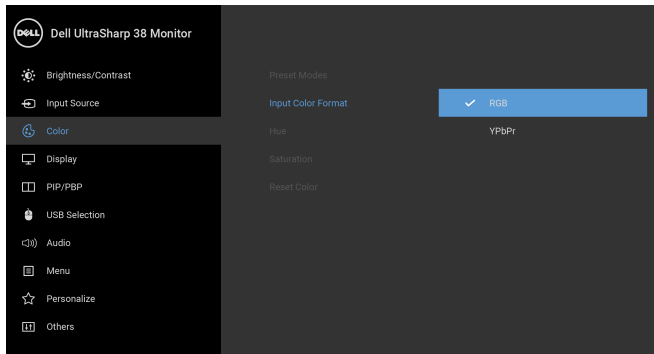 DELL Dell UltraSharp 38 Monitor
Brightness/Contrast
Input Source
Color
Display
PIP/PBP
USB Selection
Audio
Menu
Personalize
Others
Preset Modes
Input Color Format
Hue
Saturation
Reset Color
RGB
YPbPr